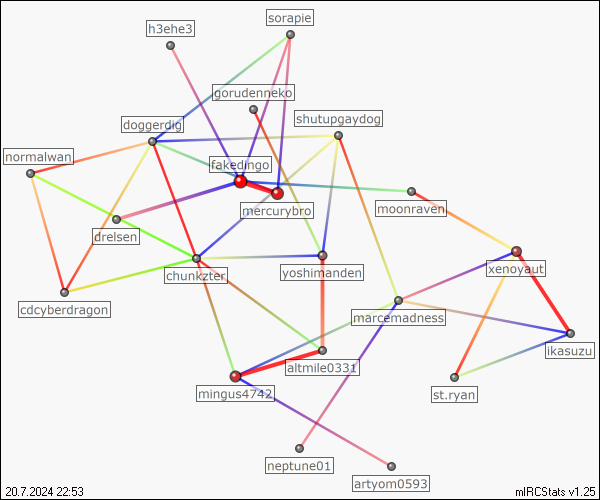 sorapie
h3ehe3
gorudenneko
shutupgaydog
doggerdig
normalwan
fakedingo
moonraven
mercurybro
drelsen
xenoyaut
chunkzter
yoshimanden
cdcyberdragon
marcemadness
ikasuzu
altmile0331
mingus4742
st.ryan
neptune01
artyom0593
20.7.2024 22:53
mIRCStats v1.25